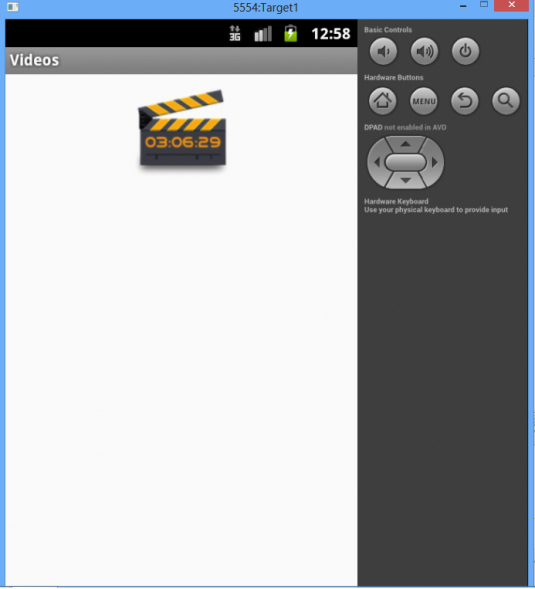 5554:Target1
3G 12:58
Videos
03:06:29
Basic Controls
Hardware Buttons
MENU
DPAD not enabled in AVD
Hardware Keyboard
Use your physical keyboard to provide input